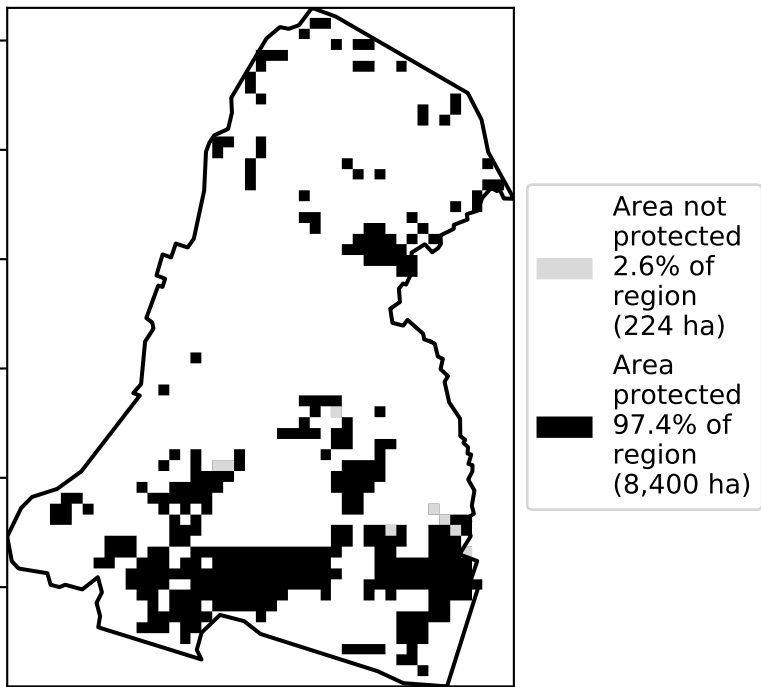 Area not
protected
2.6% of
region
(224 ha)
Area
protected
97.4% of
region
(8,400 ha)